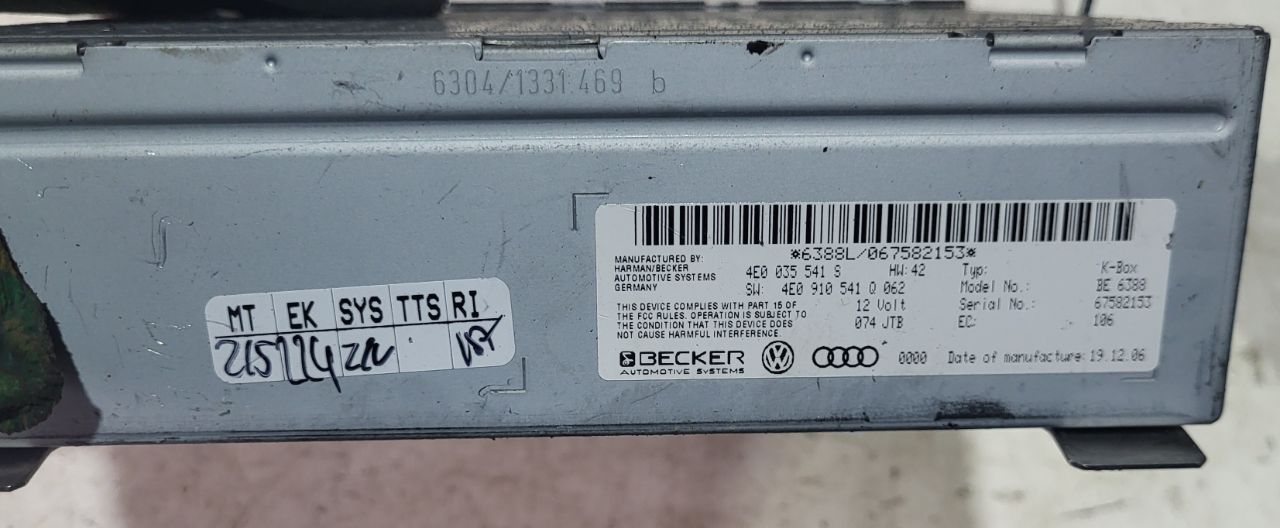 6304/1331.469 b
*6388L/067582153*
MANUFACTURED BY:
HARMAN/BECKER
AUTOMOTIVE SYSTEMS
GERMANY
4E0 035 541 S HW: 42
SW: 4E0 910 541 Q 062
12 Volt
074 JTB
Typ: K-Box
Model No.: BE 6388
Serial No.: 67582153
EC: 106
THIS DEVICE COMPLIES WITH PART 15 OF
THE FCC RULES. OPERATION IS SUBJECT TO
THE CONDITION THAT THIS DEVICE DOES
NOT CAUSE HARMFUL INTERFERENCE.
BECKER
AUTOMOTIVE SYSTEMS
0000 Date of manufacture: 19.12.06
MT EK SYS TTS RI
215 224